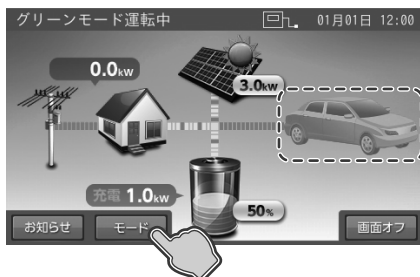 グリーンモード運転中
01月01日 12:00
0.0kW
3.0kW
充電 1.0kW
50%
お知らせ
モード
画面オフ